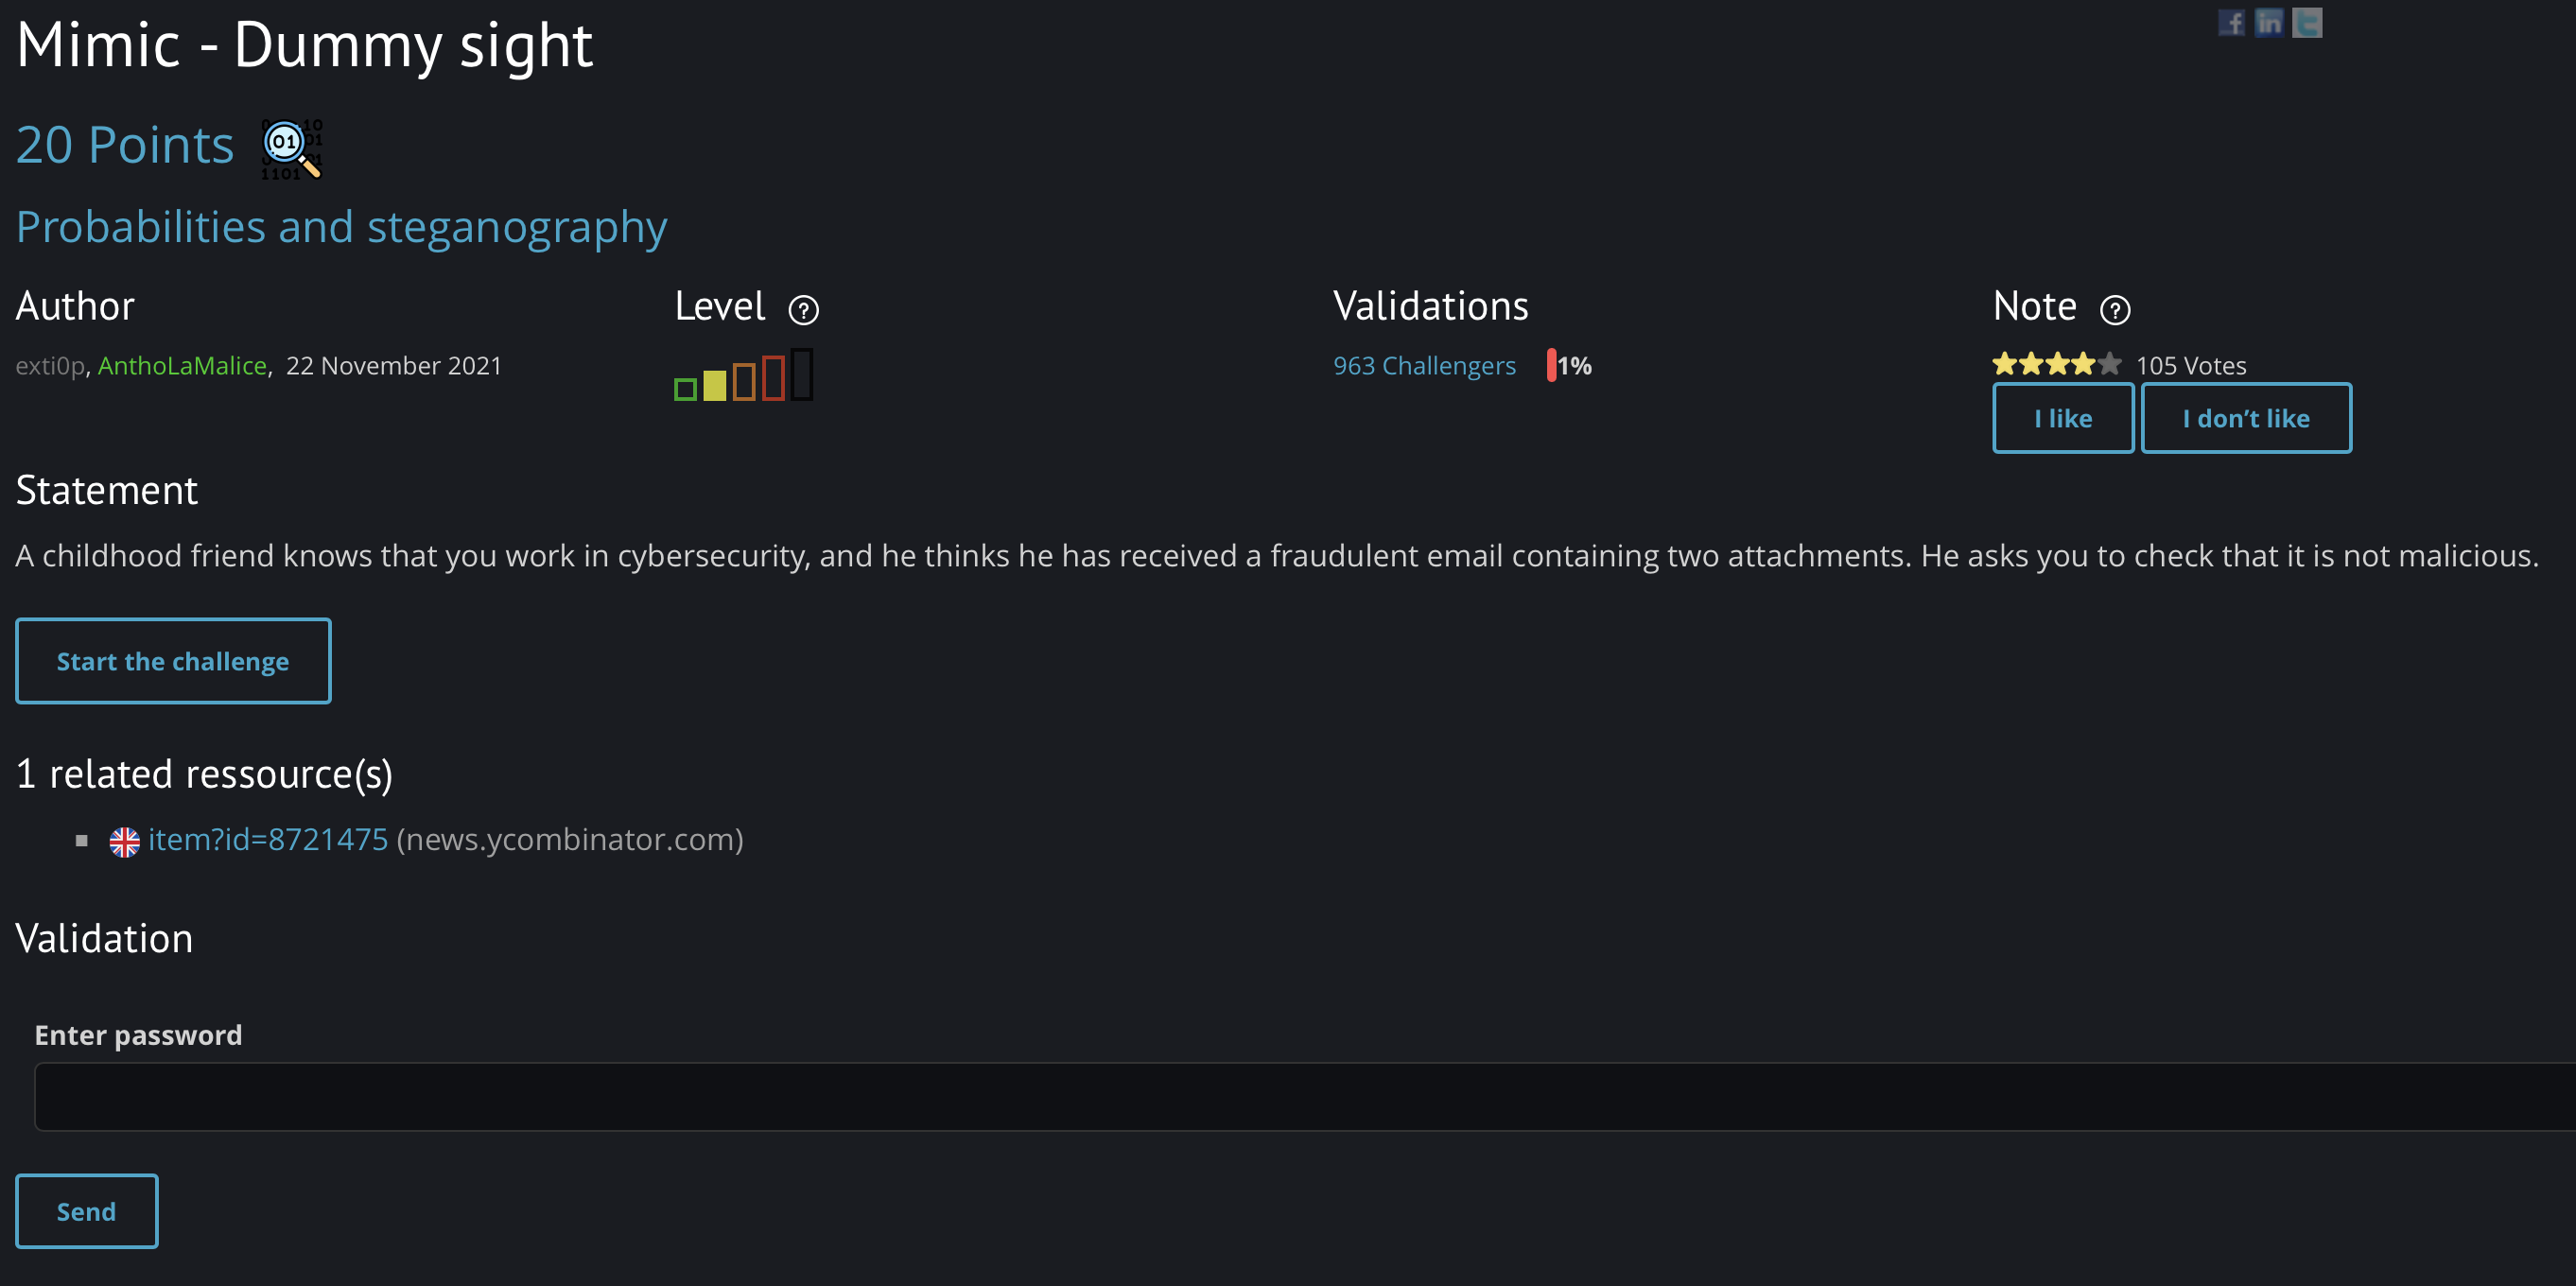 Mimic - Dummy sight
20 Points
Probabilities and steganography
Author
Level
Validations
Note
exti0p, AnthoLaMalice, 22 November 2021
963 Challengers 1%
105 Votes
I like
I don’t like
Statement
A childhood friend knows that you work in cybersecurity, and he thinks he has received a fraudulent email containing two attachments. He asks you to check that it is not malicious.
Start the challenge
1 related ressource(s)
item?id=8721475 (news.ycombinator.com)
Validation
Enter password
Send